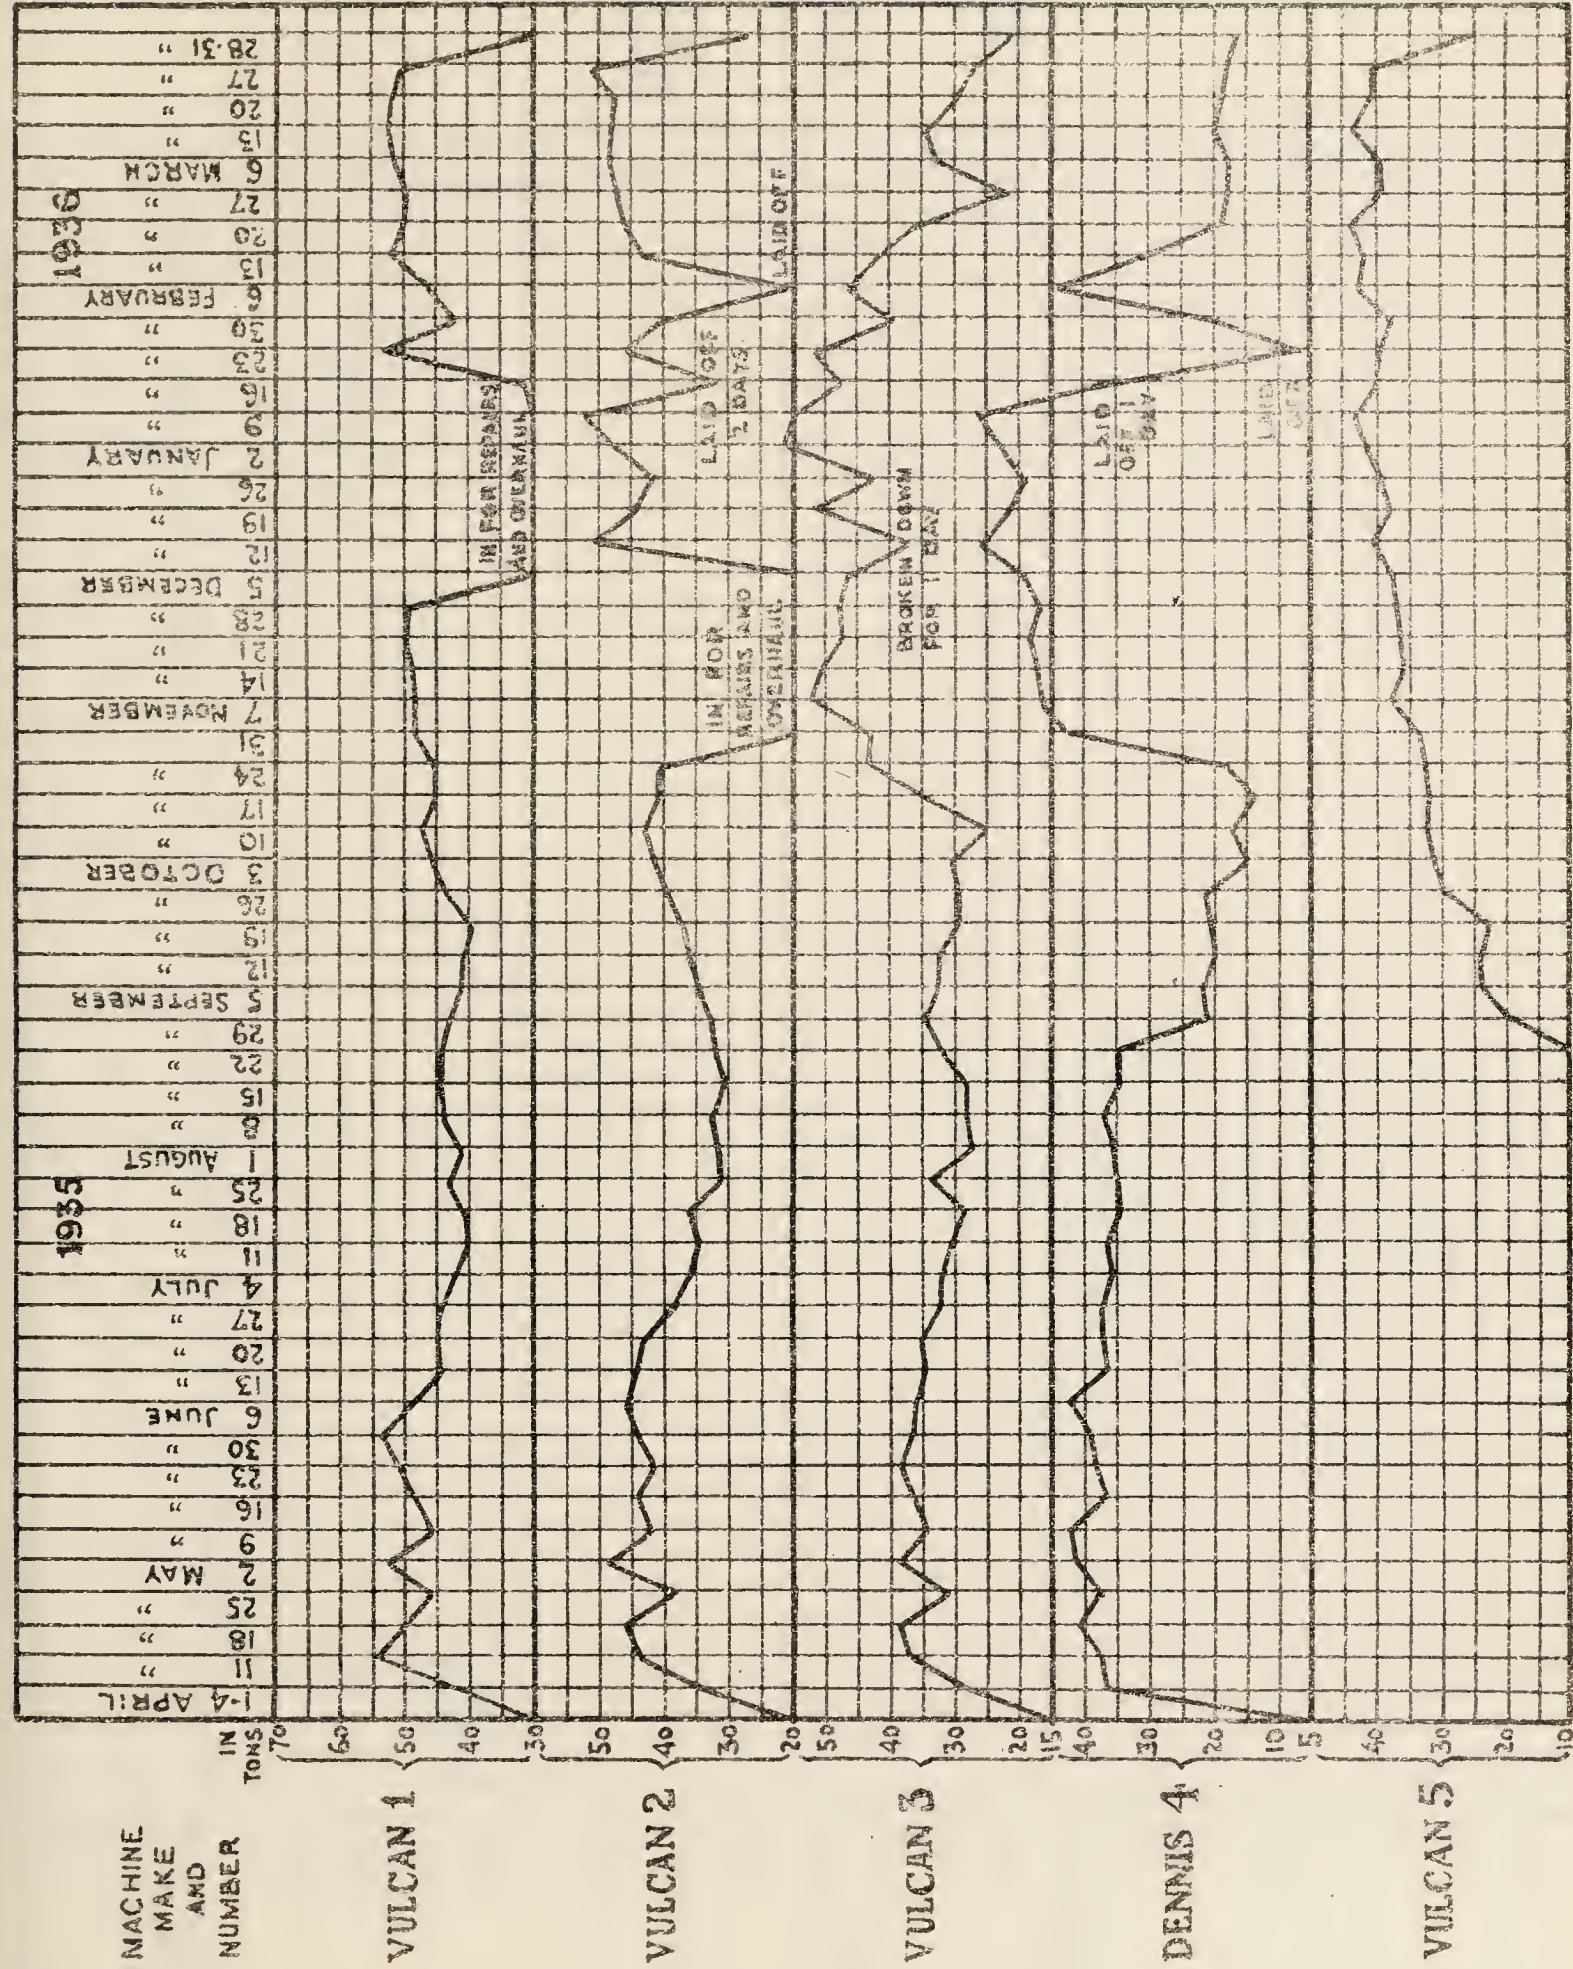 MACHINE
MAKE
AND
NUMBER
IN
TONS
1935
1936
1-4 APRIL
11 "
18 "
25 "
2 MAY
9 "
16 "
23 "
30 "
6 JUNE
13 "
20 "
27 "
4 JULY
11 "
18 "
25 "
1 AUGUST
8 "
15 "
22 "
29 "
5 SEPTEMBER
12 "
19 "
26 "
3 OCTOBER
10 "
17 "
24 "
31 "
7 NOVEMBER
14 "
21 "
28 "
5 DECEMBER
12 "
19 "
26 "
2 JANUARY
9 "
16 "
23 "
30 "
6 FEBRUARY
13 "
20 "
27 "
6 MARCH
13 "
20 "
27 "
28-31 "
VULCAN 1
70
60
50
40
30
IN FOR REPAIRS
AND OVERHAUL
VULCAN 2
50
40
30
20
IN FOR
REPAIRS AND
OVERHAUL
LAID OFF
2 DAYS
LAID OFF
VULCAN 3
50
40
30
20
15
BROKEN DOWN
FOR 1 DAY
DENNIS 4
40
30
20
10
5
LAID
OFF 1
DAY
LAID
OFF
VULCAN 5
40
30
20
10